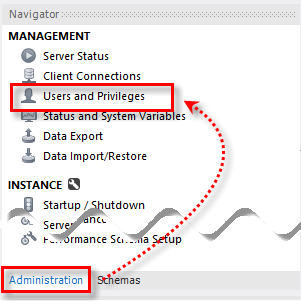 Navigator
MANAGEMENT
Server Status
Client Connections
Users and Privileges
Status and System Variables
Data Export
Data Import/Restore
INSTANCE
Startup / Shutdown
Server
Performance Schema Setup
Administration Schemas